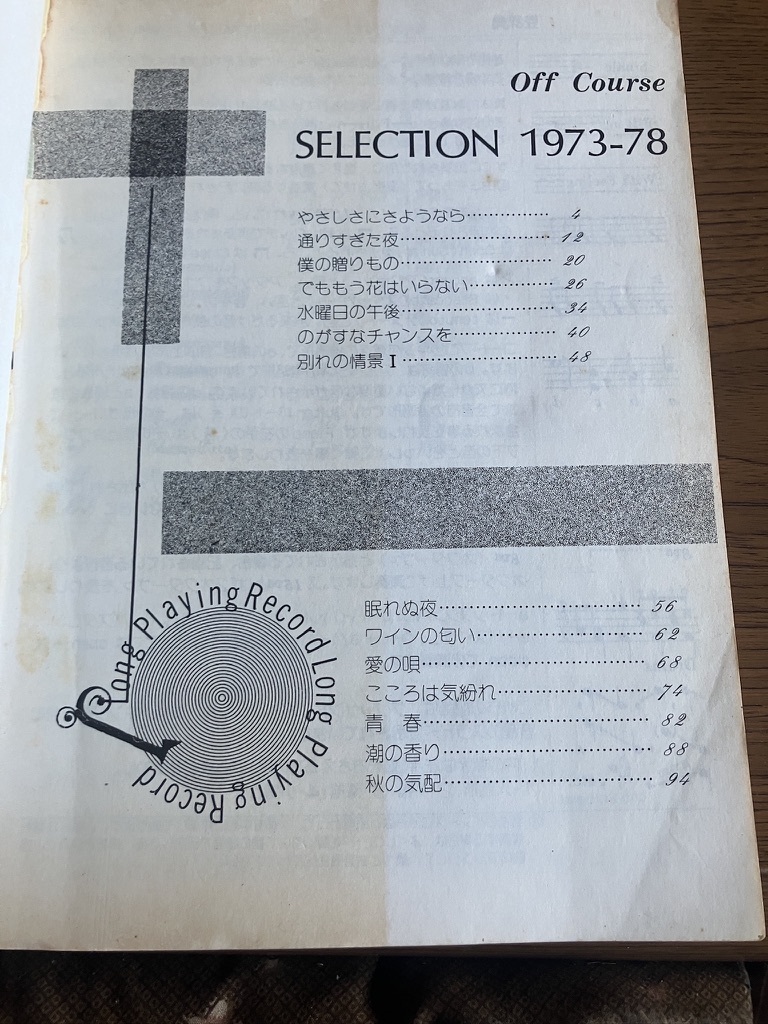 Off Course
SELECTION 1973-78
やさしさにさようなら……………4
通りすぎた夜……………………12
僕の贈りもの……………………20
でももう花はいらない…………26
水曜日の午後……………………34
のがすなチャンスを……………40
別れの情景 I……………………48
Long Playing Record Long Playing Record
眠れぬ夜…………………………56
ワインの匂い……………………62
愛の唄……………………………68
こころは気紛れ…………………74
青　春……………………………82
潮の香り…………………………88
秋の気配…………………………94